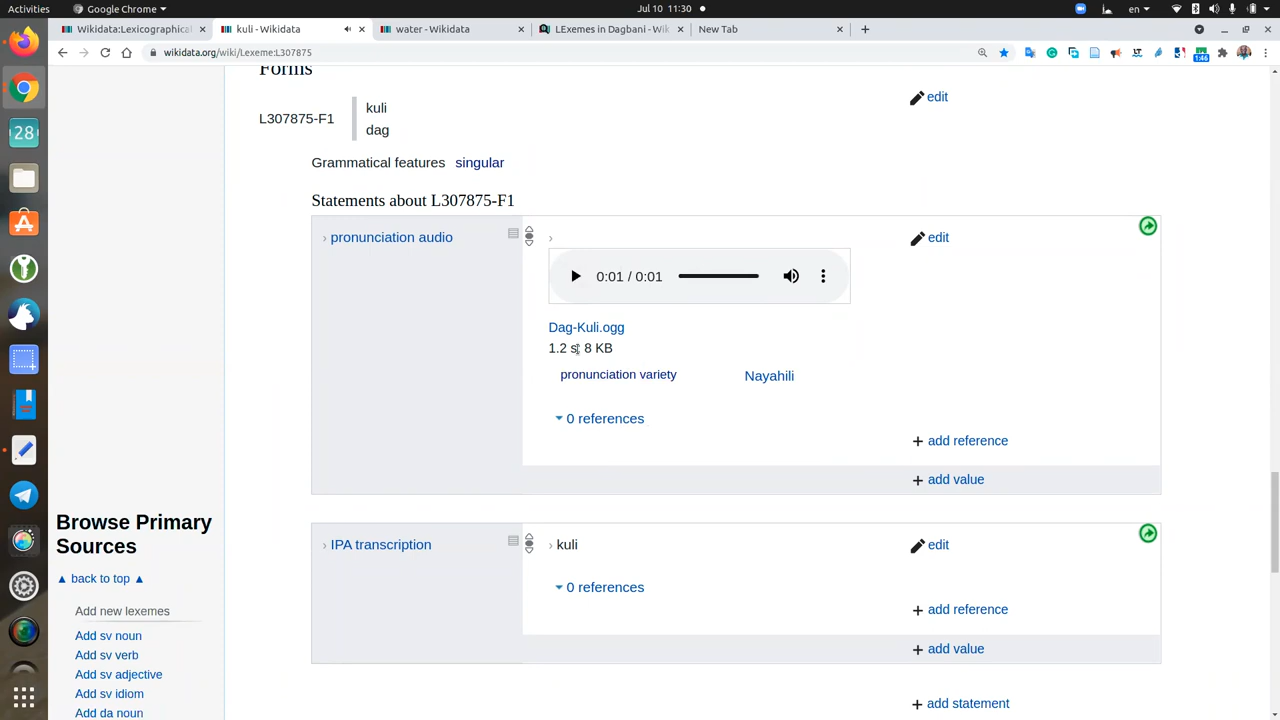 Activities
Google Chrome
Jul 10 11:30
en
Wikidata:Lexicographical
kuli - Wikidata
water - Wikidata
LExemes in Dagbani - Wik
New Tab
wikidata.org/wiki/Lexeme:L307875
1:46
28
Forms
L307875-F1
kuli
dag
edit
Grammatical features singular
Statements about L307875-F1
pronunciation audio
edit
0:01 / 0:01
Dag-Kuli.ogg
1.2 s; 8 KB
pronunciation variety
Nayahili
0 references
+ add reference
+ add value
IPA transcription
kuli
edit
0 references
+ add reference
+ add value
+ add statement
Browse Primary
Sources
▲ back to top ▲
Add new lexemes
Add sv noun
Add sv verb
Add sv adjective
Add sv idiom
Add da noun